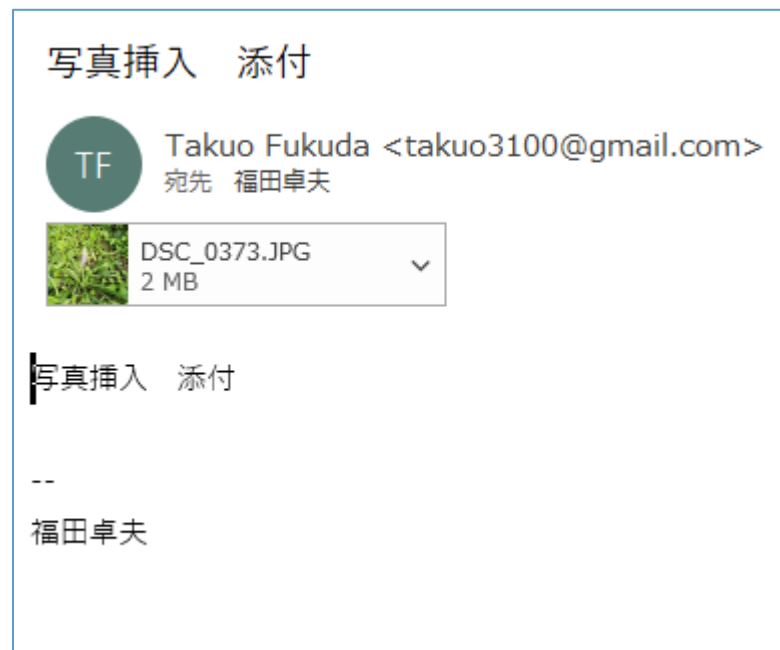 写真挿入　添付
TF
Takuo Fukuda <takuo3100@gmail.com>
宛先 福田卓夫
DSC_0373.JPG
2 MB
写真挿入　添付
--
福田卓夫